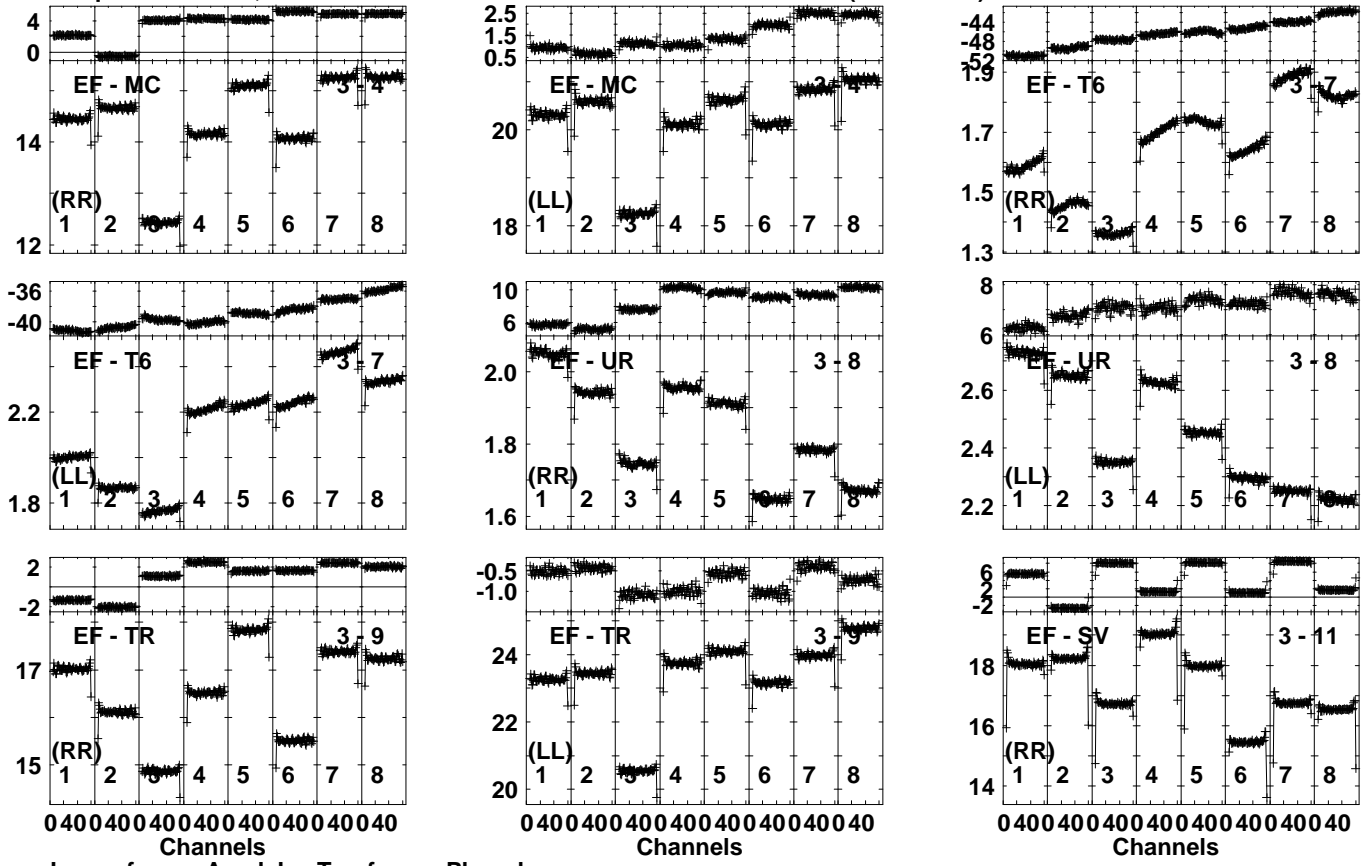 4 2.5 -44
0 1.5 -48
0.5 -52
EF - MC 3 - 4 EF - MC 3 - 4 1.9 EF - T6 3 - 7
14 20 1.7
1.5
(RR) (LL) 18 (RR)
12 1 2 3 4 5 6 7 8 1 2 3 4 5 6 7 8 1.3 1 2 3 4 5 6 7 8
-36 10 8
-40 6 6
EF - T6 3 - 7 EF - UR 3 - 8 EF - UR 3 - 8
2.0 2.6
2.2 1.8 2.4
(LL) (RR) (LL)
1.8 1 2 3 4 5 6 7 8 1.6 1 2 3 4 5 6 7 8 2.2 1 2 3 4 5 6 7 8
2 -0.5 6
-2 -1.0 2
-2
EF - TR 3 - 9 EF - TR 3 - 9 EF - SV 3 - 11
17 24 18
22 16
(RR) (LL) (RR)
15 1 2 3 4 5 6 7 8 20 1 2 3 4 5 6 7 8 14 1 2 3 4 5 6 7 8
0 40 0 40 0 40 0 40 0 40 0 40 0 40 0 40 0 40 0 40 0 40 0 40 0 40 0 40 0 40 0 40 0 40 0 40 0 40 0 40 0 40 0 40 0 40 0 40
Channels Channels Channels